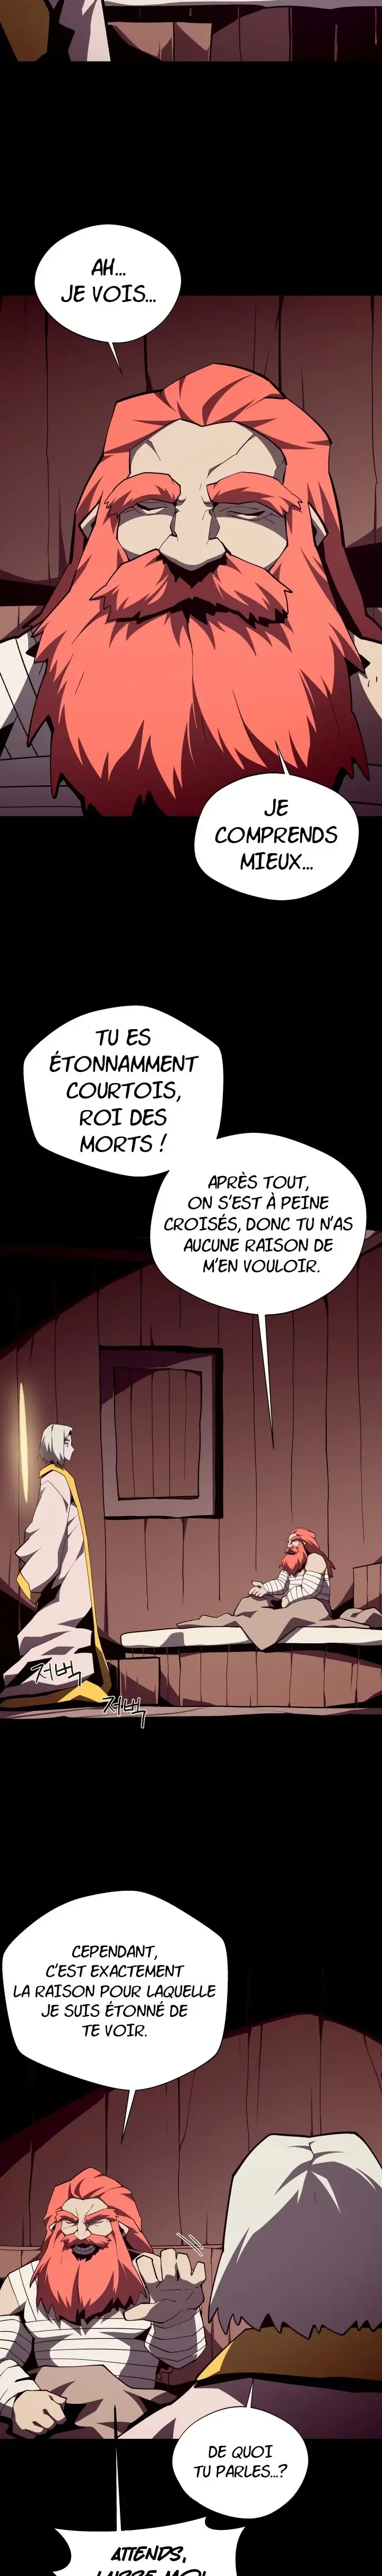 AH...
JE VOIS...
JE
COMPRENDS
MIEUX...
TU ES
ÉTONNAMMENT
COURTOIS,
ROI DES
MORTS !
APRÈS TOUT,
ON S'EST À PEINE
CROISÉS, DONC TU N'AS
AUCUNE RAISON DE
M'EN VOULOIR.
저벅
저벅
CEPENDANT,
C'EST EXACTEMENT
LA RAISON POUR LAQUELLE
JE SUIS ÉTONNÉ DE
TE VOIR.
DE QUOI
TU PARLES...?
ATTENDS,
LAISSE-MOI